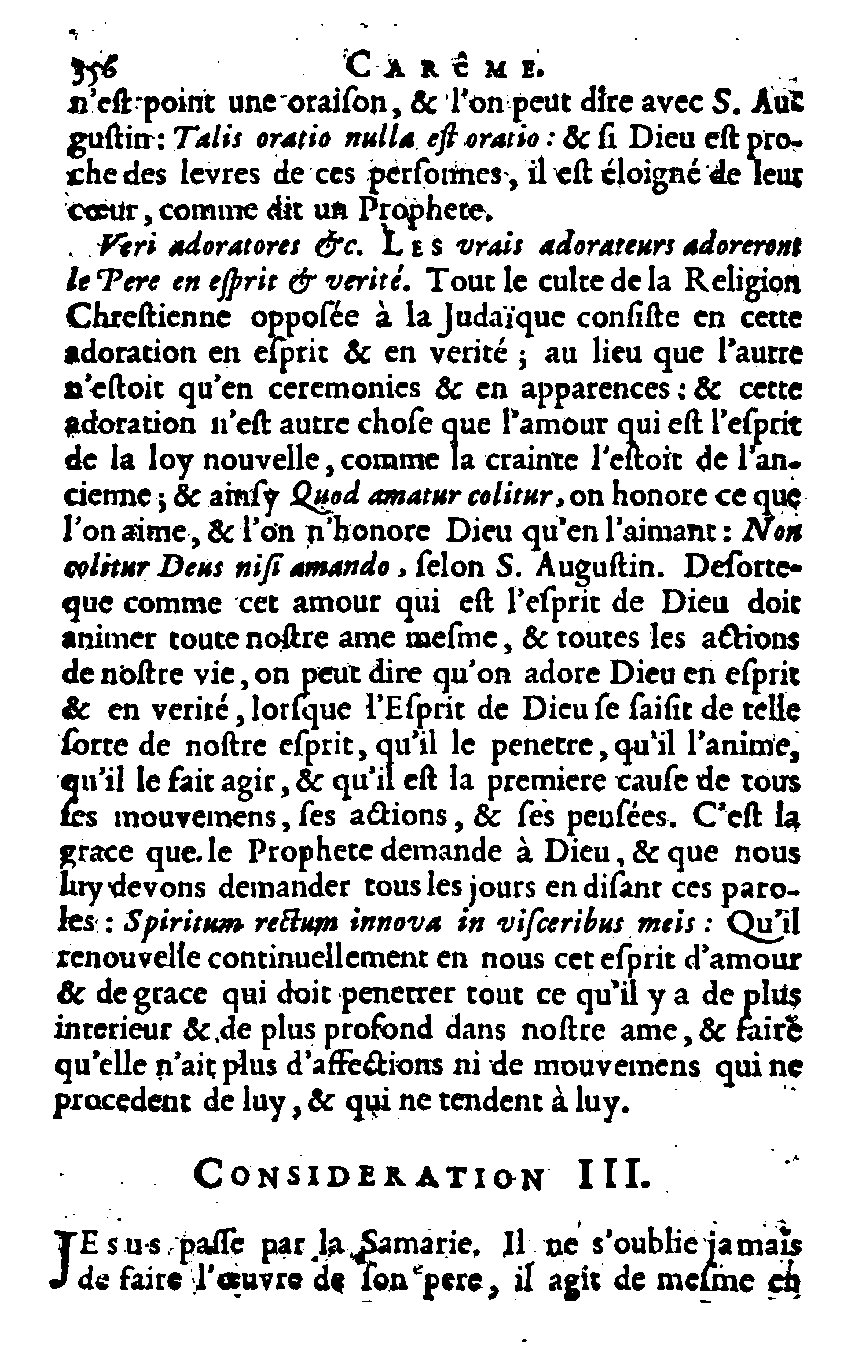 356 CARÊME.
n'est point une oraison, & l'on peut dire avec S. Au-
gustin: Talis oratio nulla est oratio: & si Dieu est pro-
che des levres de ces personnes, il est éloigné de leur
cœur, comme dit un Prophete.
Veri adoratores &c. LES vrais adorateurs adoreront
le Pere en esprit & verité. Tout le culte de la Religion
Chrestienne opposée à la Judaïque consiste en cette
adoration en esprit & en verité; au lieu que l'autre
n'estoit qu'en ceremonies & en apparences: & cette
adoration n'est autre chose que l'amour qui est l'esprit
de la loy nouvelle, comme la crainte l'estoit de l'an-
cienne; & ainsy Quod amatur colitur, on honore ce que
l'on aime, & l'on n'honore Dieu qu'en l'aimant: Non
colitur Deus nisi amando, selon S. Augustin. Desorte-
que comme cet amour qui est l'esprit de Dieu doit
animer toute nostre ame mesme, & toutes les actions
de nostre vie, on peut dire qu'on adore Dieu en esprit
& en verité, lorsque l'Esprit de Dieu se saisit de telle
sorte de nostre esprit, qu'il le penetre, qu'il l'anime,
qu'il le fait agir, & qu'il est la premiere cause de tous
ses mouvemens, ses actions, & ses pensées. C'est la
grace que le Prophete demande à Dieu, & que nous
luy devons demander tous les jours en disant ces paro-
les: Spiritum rectum innova in visceribus meis: Qu'il
renouvelle continuellement en nous cet esprit d'amour
& de grace qui doit penetrer tout ce qu'il y a de plus
interieur & de plus profond dans nostre ame, & faire
qu'elle n'ait plus d'affections ni de mouvemens qui ne
procedent de luy, & qui ne tendent à luy.
CONSIDERATION III.
JESUS passe par la Samarie. Il ne s'oublie jamais
de faire l'œuvre de son pere, il agit de mesme en